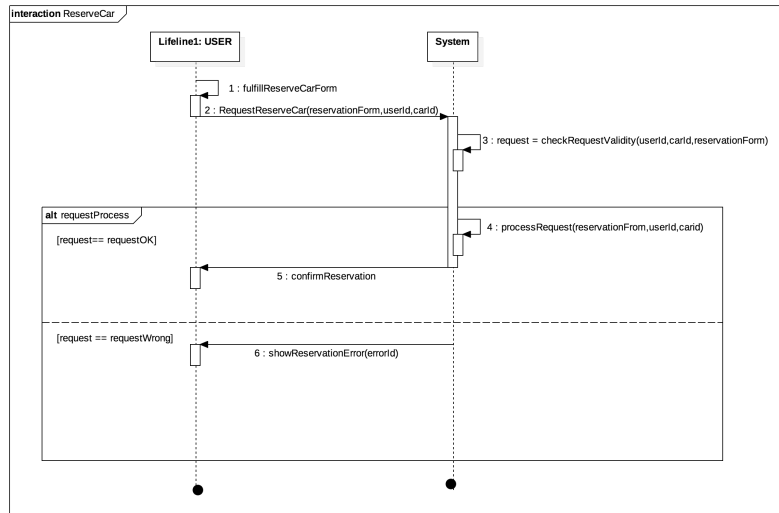 interaction ReserveCar
Lifeline1: USER
System
1 : fulfillReserveCarForm
2 : RequestReserveCar(reservationForm,userId,carId)
3 : request = checkRequestValidity(userId,carId,reservationForm)
alt requestProcess
4 : processRequest(reservationFrom,userId,carid)
[request== requestOK]
5 : confirmReservation
[request == requestWrong]
6 : showReservationError(errorId)